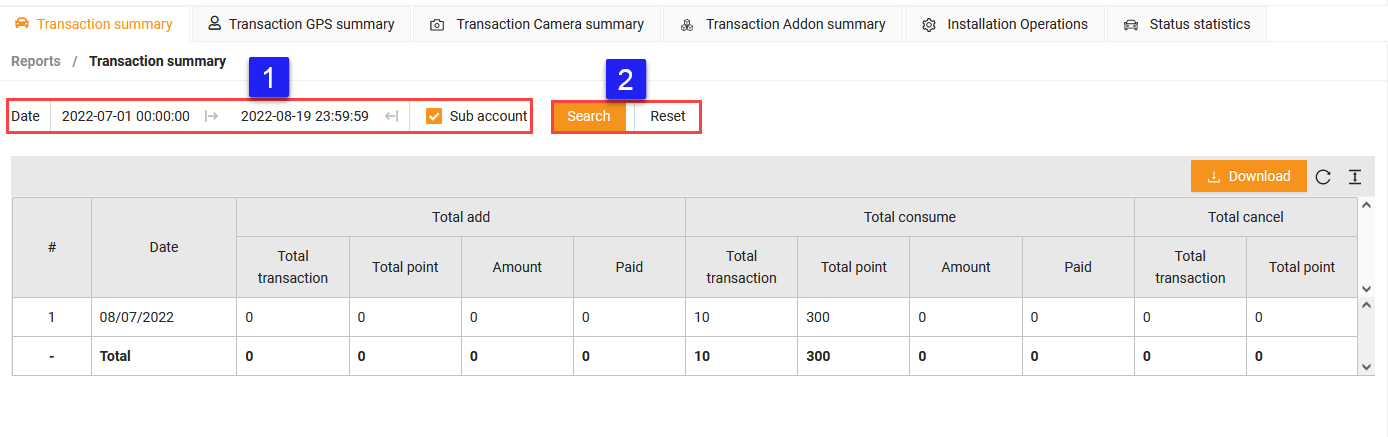 Transaction summary Transaction GPS summary Transaction Camera summary Transaction Addon summary Installation Operations Status statistics
Reports / Transaction summary
1 2
Date 2022-07-01 00:00:00 2022-08-19 23:59:59 Sub account Search Reset
Download
# Date Total add Total consume Total cancel
Total transaction Total point Amount Paid Total transaction Total point Amount Paid Total transaction Total point
1 08/07/2022 0 0 0 0 10 300 0 0 0 0
- Total 0 0 0 0 10 300 0 0 0 0